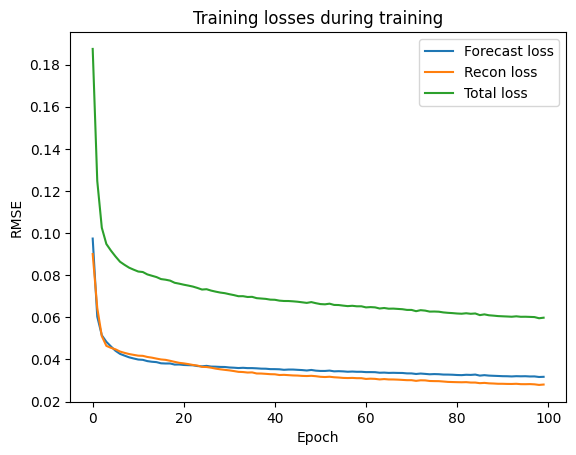 Training losses during training
Forecast loss
Recon loss
Total loss
0.18
0.16
0.14
0.12
0.10
0.08
0.06
0.04
0.02
RMSE
0
20
40
60
80
100
Epoch